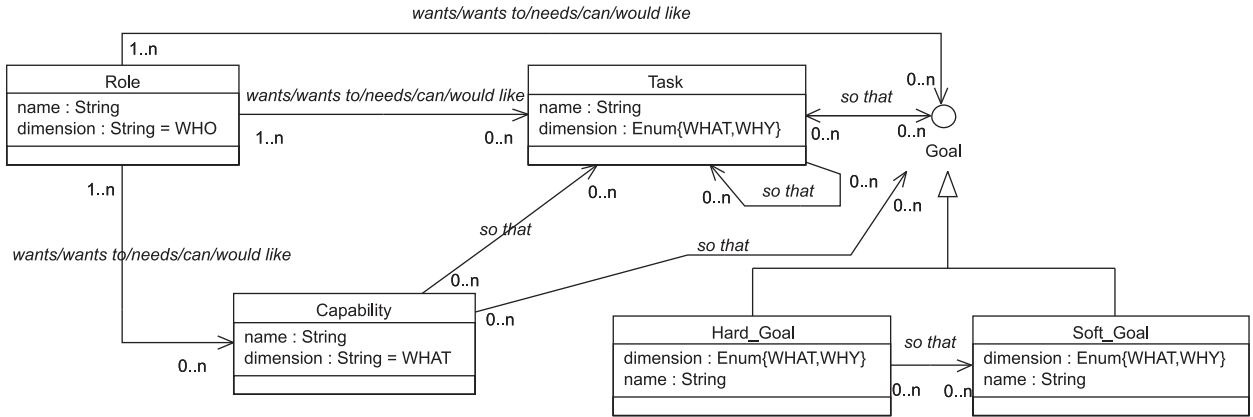 wants/wants to/needs/can/would like
1..n
Role
name : String
dimension : String = WHO
wants/wants to/needs/can/would like
1..n
0..n
Task
name : String
dimension : Enum{WHAT,WHY}
so that
0..n
0..n
0..n
Goal
so that
0..n
0..n
1..n
0..n
so that
0..n
so that
0..n
0..n
wants/wants to/needs/can/would like
0..n
Capability
name : String
dimension : String = WHAT
Hard_Goal
dimension : Enum{WHAT,WHY}
name : String
so that
0..n
0..n
Soft_Goal
dimension : Enum{WHAT,WHY}
name : String